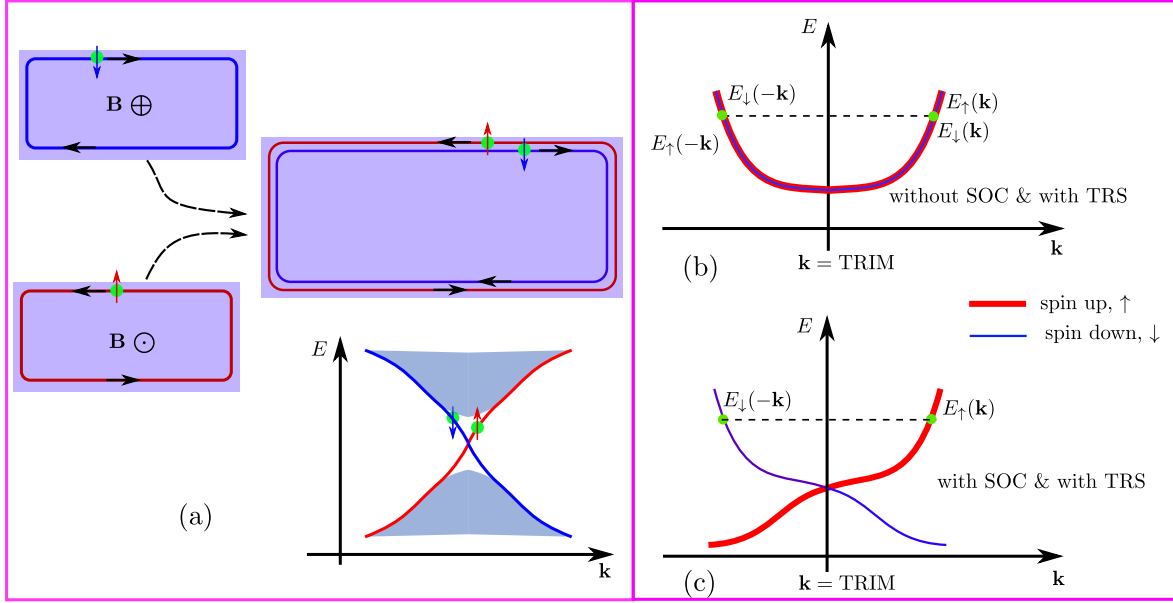 B ⨁
B ⨀
E
k
(a)
E
E↓(−k)
E↑(k)
E↓(k)
E↑(−k)
without SOC & with TRS
k
k = TRIM
(b)
spin up, ↑
spin down, ↓
E
E↓(−k)
E↑(k)
with SOC & with TRS
k
k = TRIM
(c)